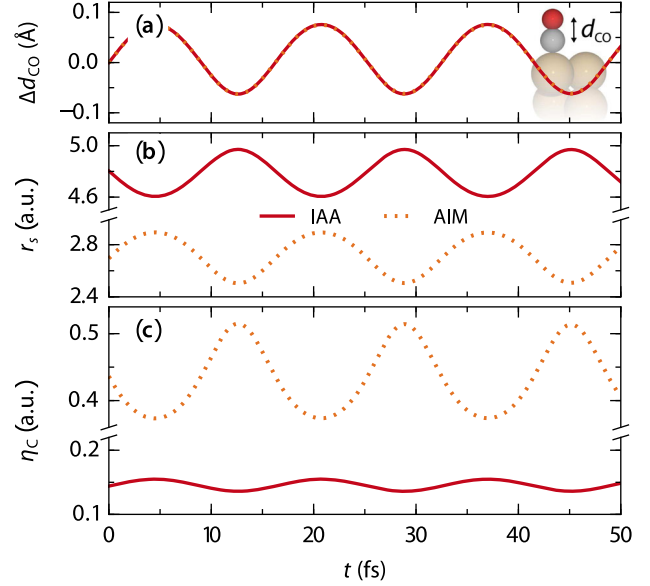 (a)
Δd_CO (Å)
0.1
0.0
−0.1
d_CO
(b)
r_s (a.u.)
5.0
4.6
2.8
2.4
IAA
AIM
(c)
η_C (a.u.)
0.5
0.4
0.2
0.1
0 10 20 30 40 50
t (fs)